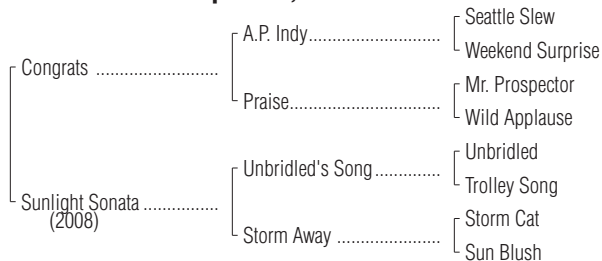 Seattle Slew
A.P. Indy
Weekend Surprise
Congrats
Mr. Prospector
Praise
Wild Applause
Unbridled
Unbridled's Song
Trolley Song
Sunlight Sonata
(2008)
Storm Cat
Storm Away
Sun Blush